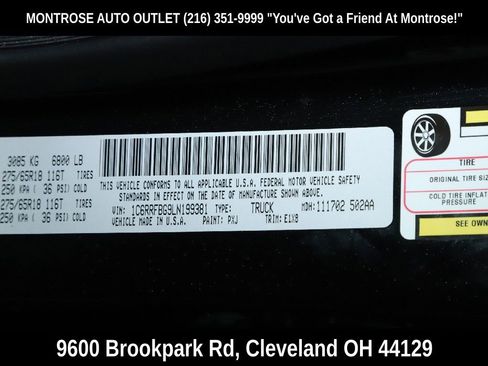 MONTROSE AUTO OUTLET (216) 351-9999 "You've Got a Friend At Montrose!"
3085 KG 6800 LB
275/65R18 116T TIRES
250 KPA ( 36 PSI) COLD
275/65R18 116T TIRES
250 KPA ( 36 PSI) COLD
THIS VEHICLE CONFORMS TO ALL APPLICABLE U.S.A. FEDERAL MOTOR VEHICLE SAFETY
STANDARDS IN EFFECT ON THE DATE OF MANUFACTURE SHOWN ABOVE.
VIN: 1C6RRFBG9LN199381 TYPE: TRUCK MDH: 111702 502AA
VEHICLE MADE IN U.S.A. PAINT: PXJ TRIM: E1X8
TIRE
ORIGINAL TIRE SIZE
COLD TIRE INFLAT
PRESSURE
SEE OWN
9600 Brookpark Rd, Cleveland OH 44129